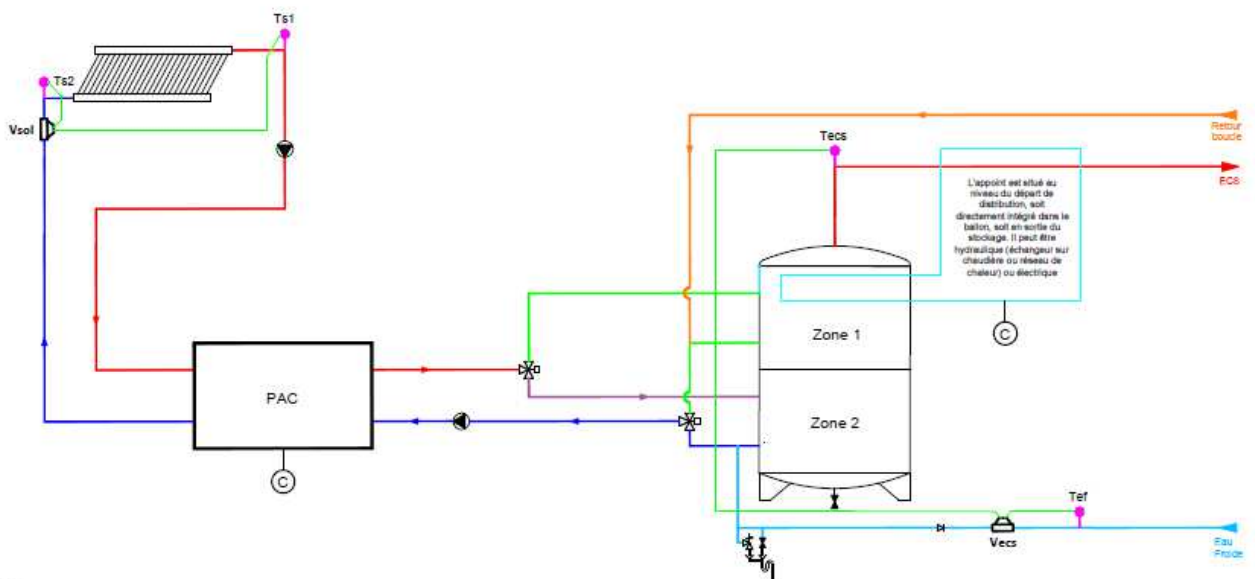 Ts1
Ts2
Vsol
Retour
boucle
Tecs
ECS
L'appoint est situé au
niveau du départ de
distribution, soit
directement intégré dans le
ballon, soit en sortie du
stockage. Il peut être
hydraulique (échangeur sur
chaudière ou réseau de
chaleur) ou électrique
C
Zone 1
PAC
Zone 2
C
Tef
Vecs
Eau
Froide